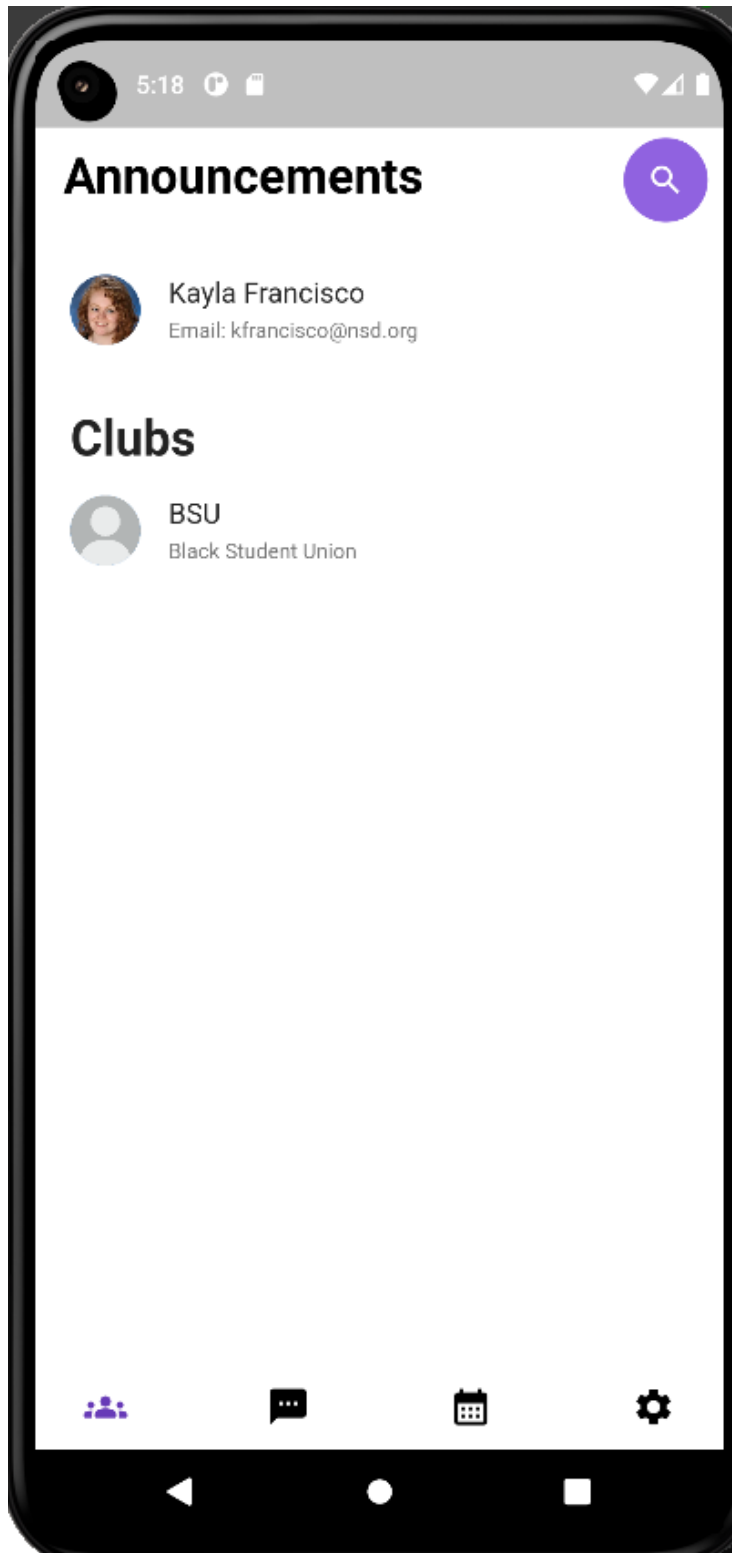 5:18
Announcements
Kayla Francisco
Email: kfrancisco@nsd.org
Clubs
BSU
Black Student Union